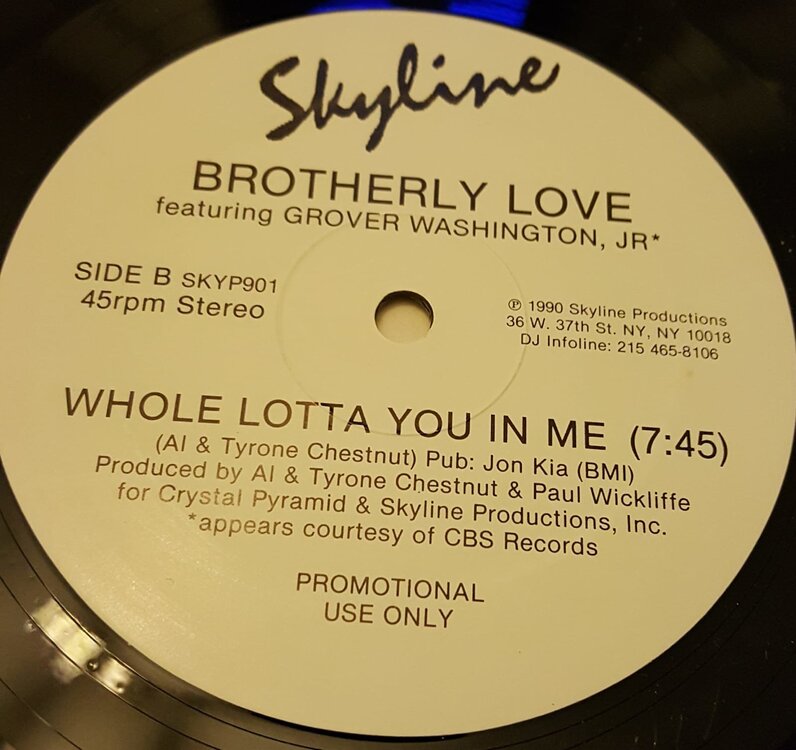 Skyline
BROTHERLY LOVE
featuring GROVER WASHINGTON, JR*
SIDE B SKYP901
45rpm Stereo
℗ 1990 Skyline Productions
36 W. 37th St. NY, NY 10018
DJ Infoline: 215 465-8106
WHOLE LOTTA YOU IN ME (7:45)
(Al & Tyrone Chestnut) Pub: Jon Kia (BMI)
Produced by Al & Tyrone Chestnut & Paul Wickliffe
for Crystal Pyramid & Skyline Productions, Inc.
*appears courtesy of CBS Records
PROMOTIONAL
USE ONLY